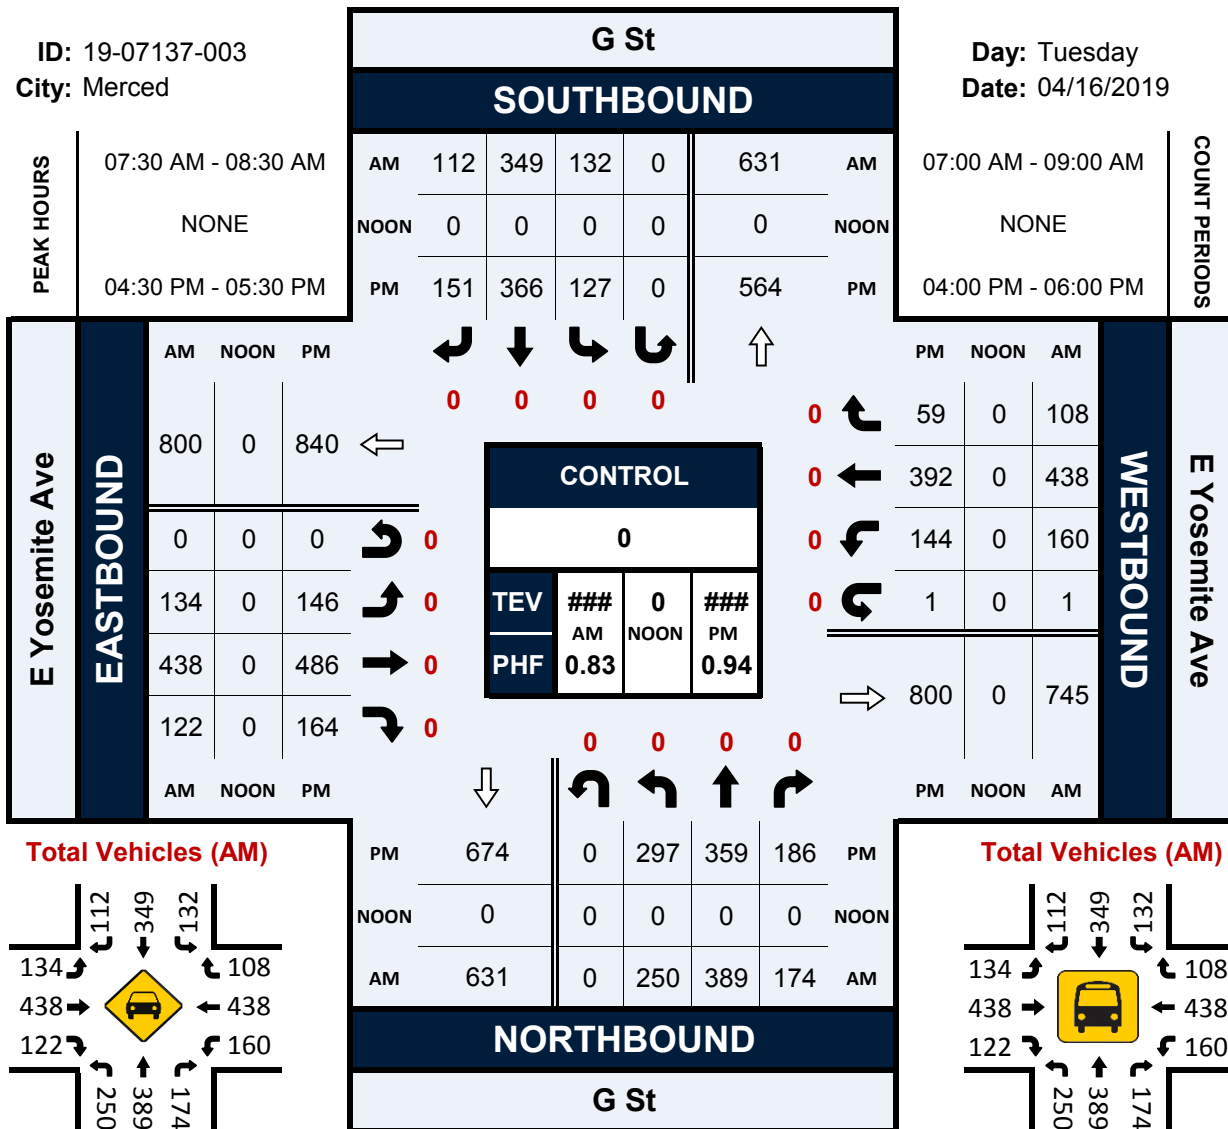 G St
ID: 19-07137-003
Day: Tuesday
City: Merced
Date: 04/16/2019
SOUTHBOUND
PEAK HOURS
07:30 AM - 08:30 AM
NONE
04:30 PM - 05:30 PM
AM 112 349 132 0 631 AM
NOON 0 0 0 0 0 NOON
PM 151 366 127 0 564 PM
07:00 AM - 09:00 AM
NONE
04:00 PM - 06:00 PM
COUNT PERIODS
0 0 0 0
E Yosemite Ave
EASTBOUND
AM NOON PM
800 0 840
0 0 0 0
134 0 146 0
438 0 486 0
122 0 164 0
AM NOON PM
CONTROL
0
TEV ### 0 ###
AM NOON PM
PHF 0.83 0.94
PM NOON AM
0 59 0 108
0 392 0 438
0 144 0 160
0 1 0 1
800 0 745
PM NOON AM
WESTBOUND
E Yosemite Ave
0 0 0 0
PM 674 0 297 359 186 PM
NOON 0 0 0 0 0 NOON
AM 631 0 250 389 174 AM
NORTHBOUND
G St
Total Vehicles (AM)
112 349 132
134 108
438 438
122 160
250 389 174
Total Vehicles (AM)
112 349 132
134 108
438 438
122 160
250 389 174